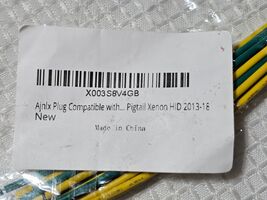 X003S8V4GB
Ajnlx Plug Compatible with... Pigtail Xenon HID 2013-18
New
Made in China